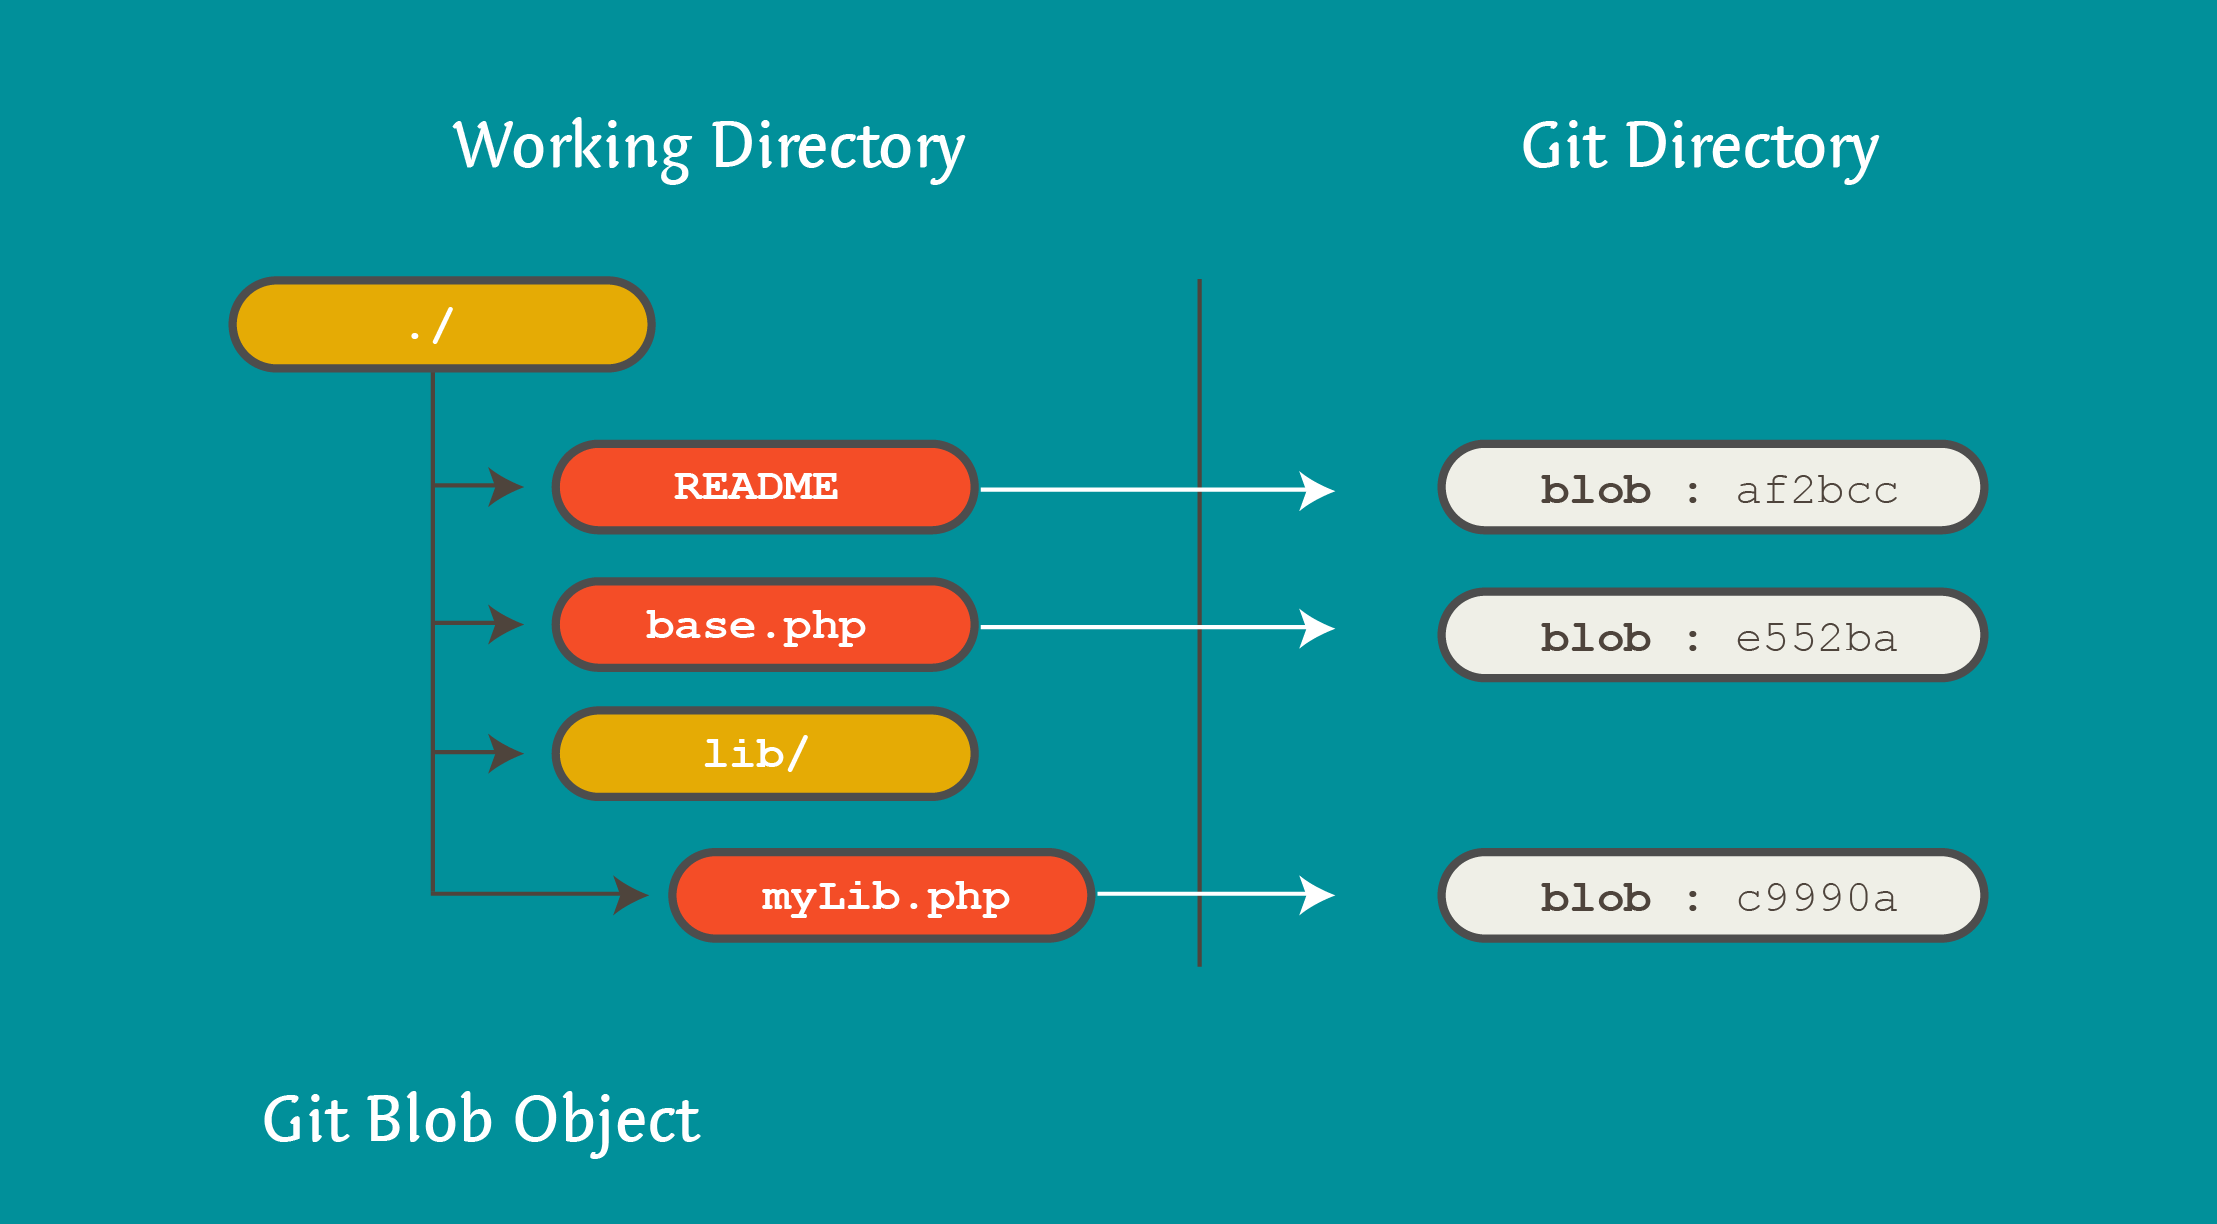 Working Directory
Git Directory
./
README
blob : af2bcc
base.php
blob : e552ba
lib/
myLib.php
blob : c9990a
Git Blob Object